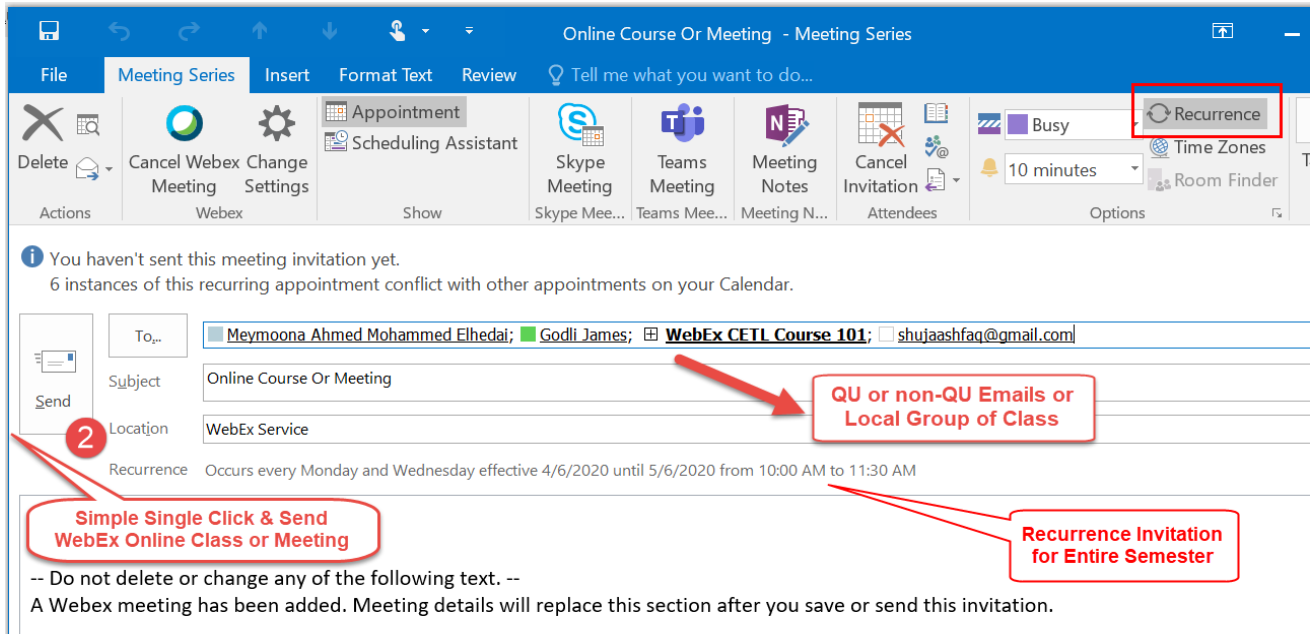 Online Course Or Meeting - Meeting Series
File Meeting Series Insert Format Text Review Tell me what you want to do...
Delete
Actions
Cancel Webex Meeting
Change Settings
Webex
Appointment
Scheduling Assistant
Show
Skype Meeting
Skype Mee...
Teams Meeting
Teams Mee...
Meeting Notes
Meeting N...
Cancel Invitation
Attendees
Busy
10 minutes
Recurrence
Time Zones
Room Finder
Options
You haven't sent this meeting invitation yet.
6 instances of this recurring appointment conflict with other appointments on your Calendar.
Send
To...
Meymoona Ahmed Mohammed Elhedai; Godli James; WebEx CETL Course 101; shujaashfaq@gmail.com
Subject Online Course Or Meeting
QU or non-QU Emails or
Local Group of Class
2
Location WebEx Service
Recurrence Occurs every Monday and Wednesday effective 4/6/2020 until 5/6/2020 from 10:00 AM to 11:30 AM
Simple Single Click & Send
WebEx Online Class or Meeting
Recurrence Invitation
for Entire Semester
-- Do not delete or change any of the following text. --
A Webex meeting has been added. Meeting details will replace this section after you save or send this invitation.